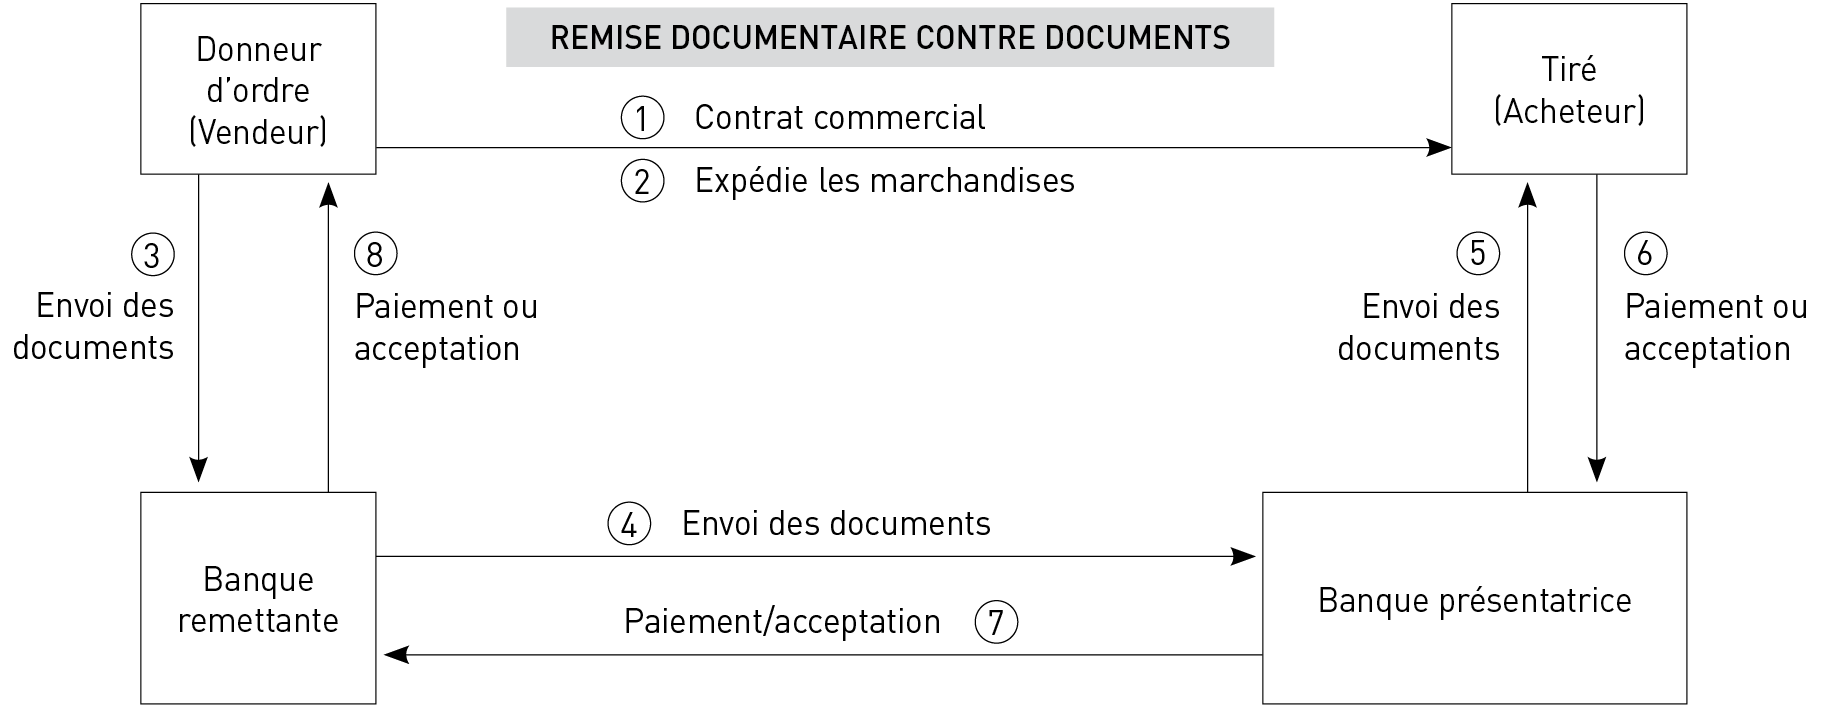 REMISE DOCUMENTAIRE CONTRE DOCUMENTS
Donneur
d'ordre
(Vendeur)
Tiré
(Acheteur)
1 Contrat commercial
2 Expédie les marchandises
3
Envoi des
documents
8
Paiement ou
acceptation
5
Envoi des
documents
6
Paiement ou
acceptation
4 Envoi des documents
Banque
remettante
Paiement/acceptation 7
Banque présentatrice